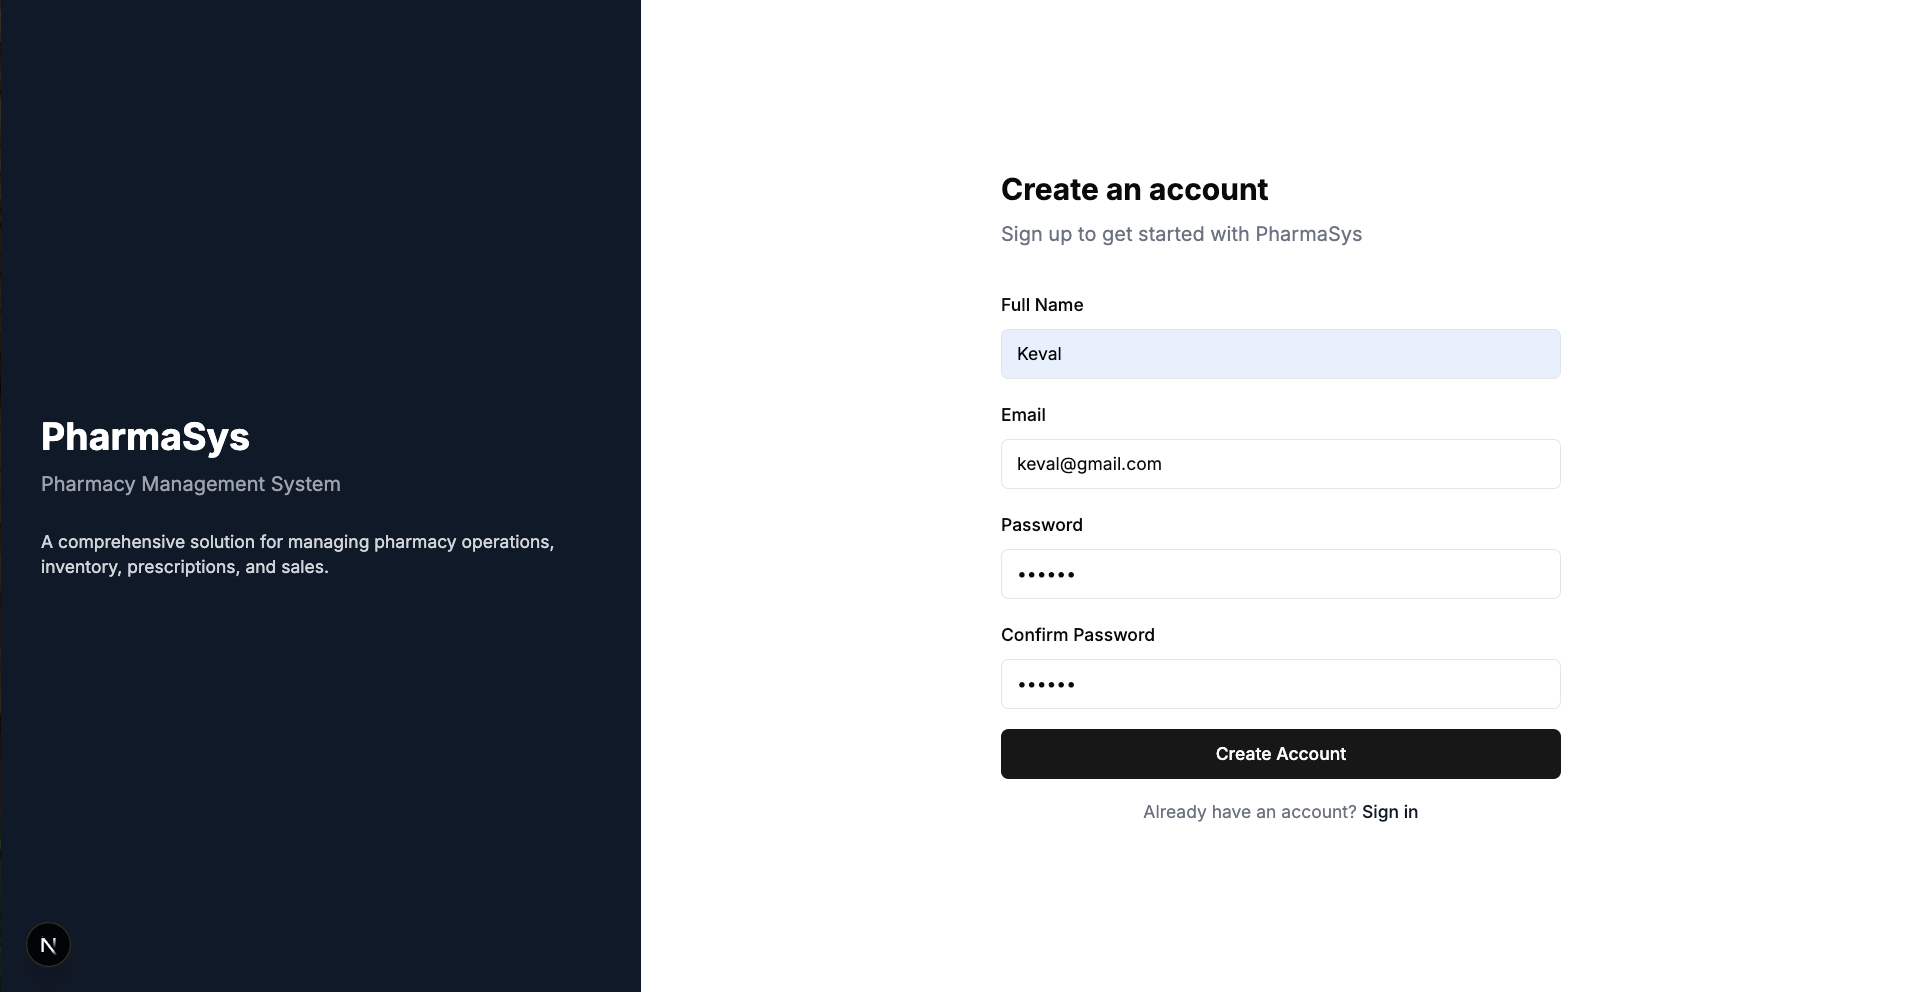 PharmaSys
Pharmacy Management System
A comprehensive solution for managing pharmacy operations,
inventory, prescriptions, and sales.
N
Create an account
Sign up to get started with PharmaSys
Full Name
Keval
Email
keval@gmail.com
Password
••••••
Confirm Password
••••••
Create Account
Already have an account? Sign in